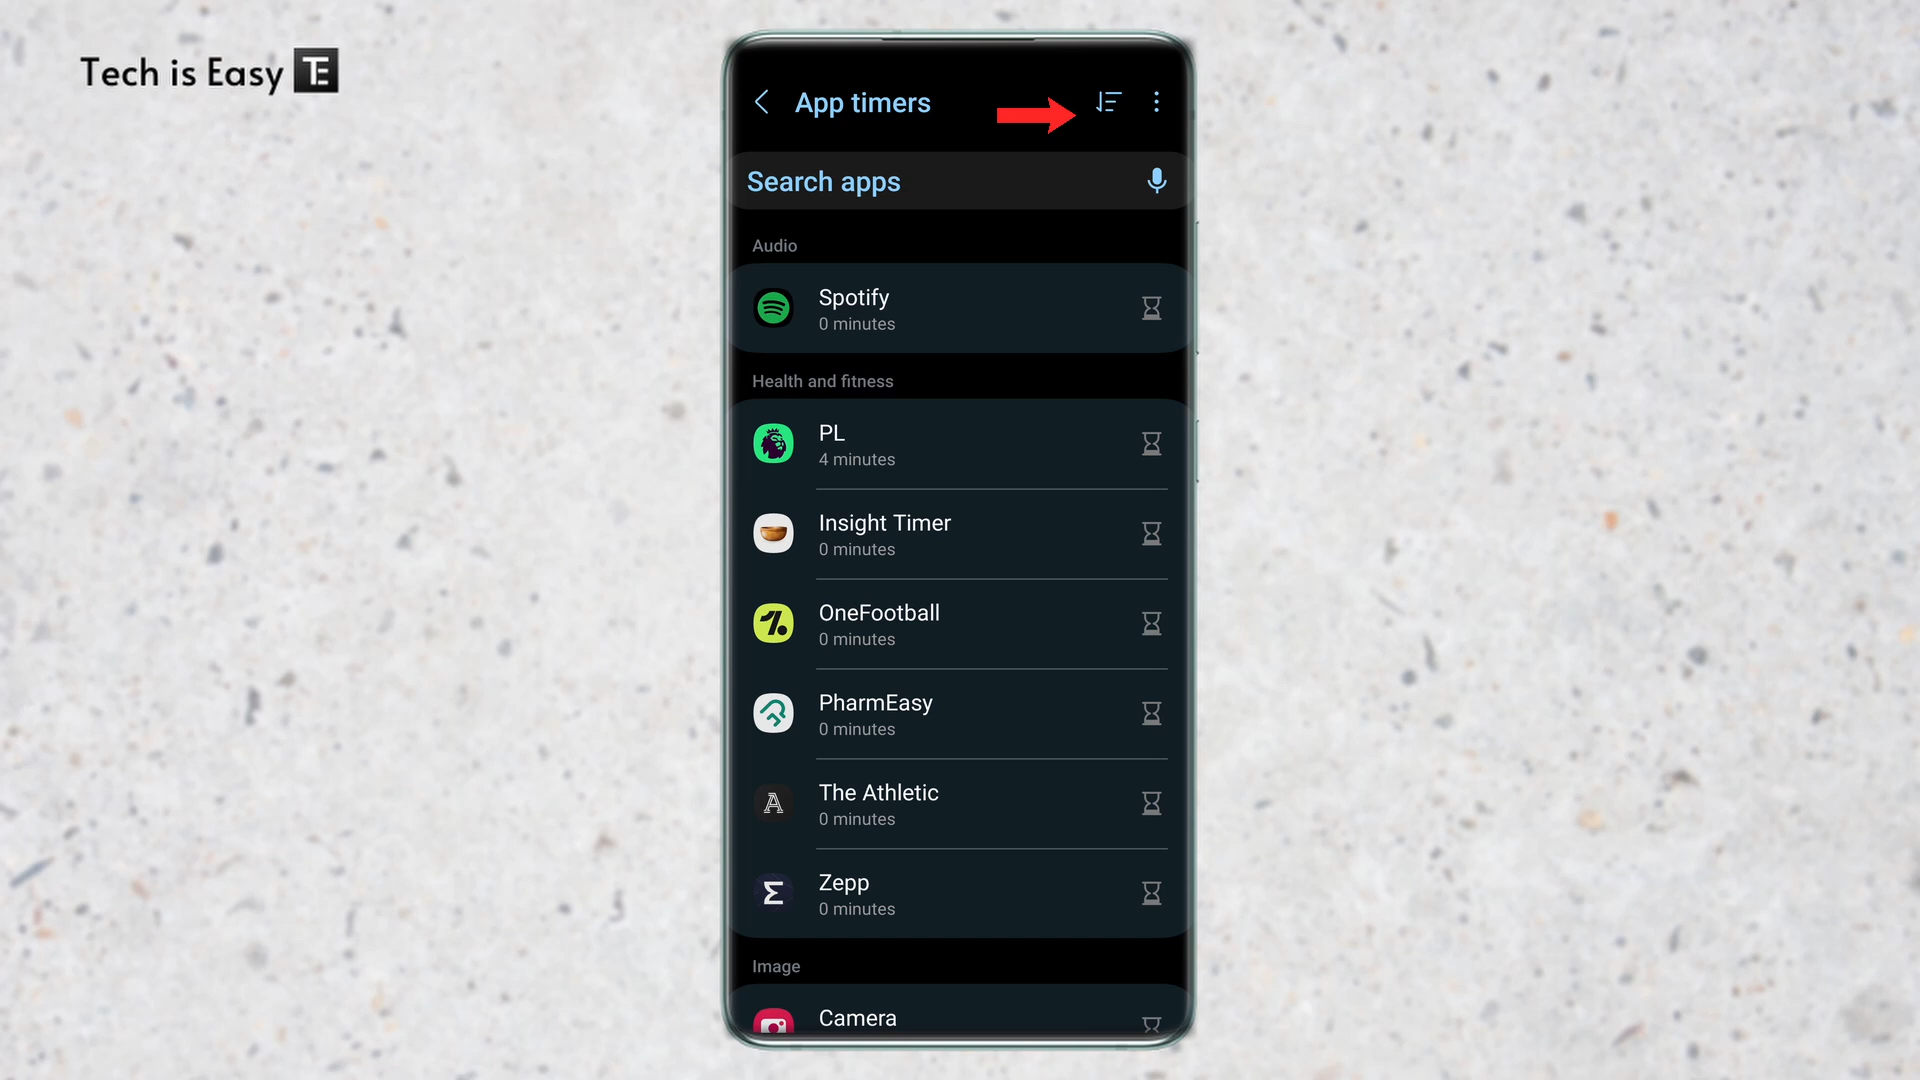 Tech is Easy TE
App timers
Search apps
Audio
Spotify
0 minutes
Health and fitness
PL
4 minutes
Insight Timer
0 minutes
OneFootball
0 minutes
PharmEasy
0 minutes
The Athletic
0 minutes
Zepp
0 minutes
Image
Camera